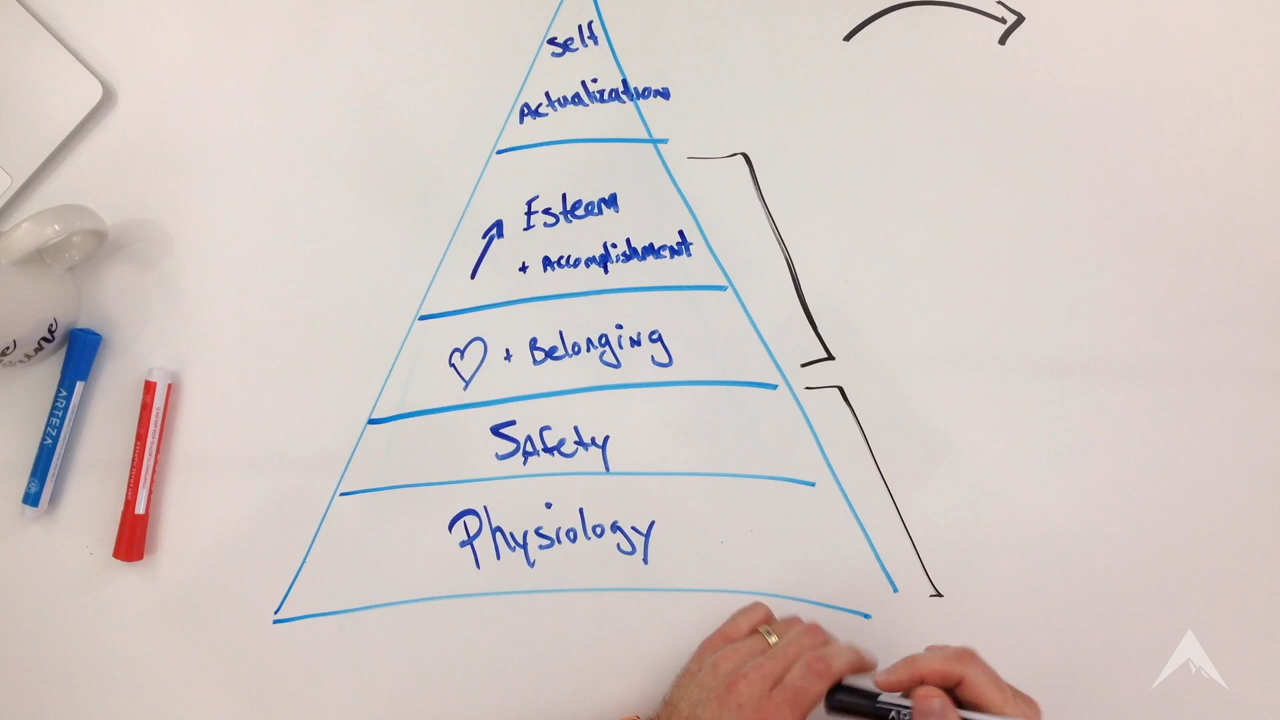 Self
Actualization
Esteem
+ Accomplishment
+ Belonging
Safety
Physiology
ARTEZA